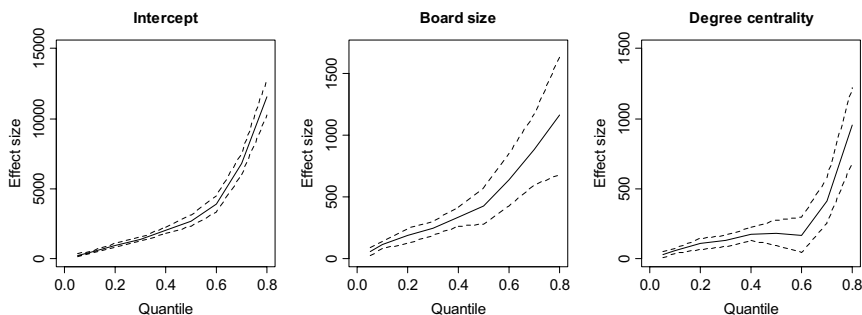 Intercept
Effect size
15000
10000
5000
0
0.0 0.2 0.4 0.6 0.8
Quantile
Board size
Effect size
1500
1000
500
0
0.0 0.2 0.4 0.6 0.8
Quantile
Degree centrality
Effect size
1500
1000
500
0
0.0 0.2 0.4 0.6 0.8
Quantile